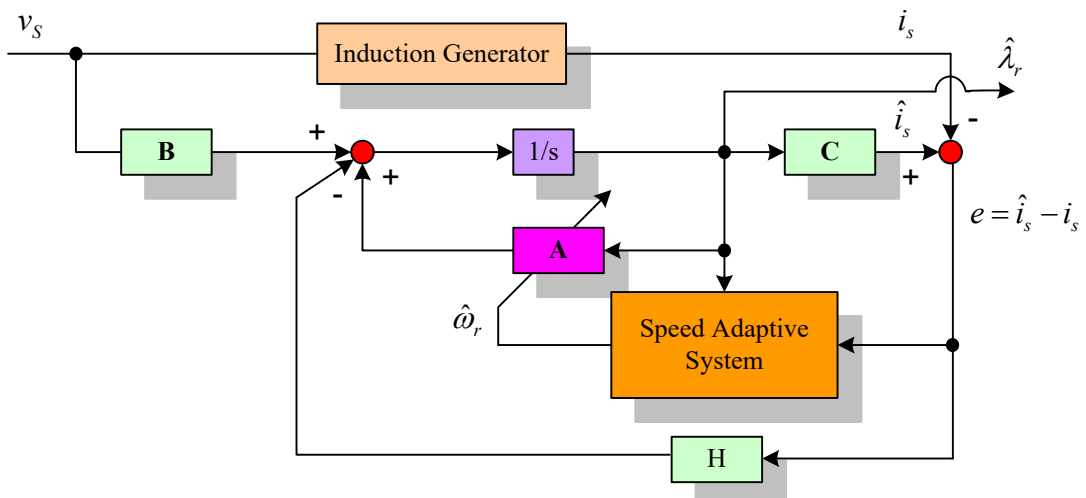 v_S
i_s
Induction Generator
λ̂_r
-
B
+
1/s
î_s
C
+
-
+
e = î_s − i_s
A
ω̂_r
Speed Adaptive
System
H